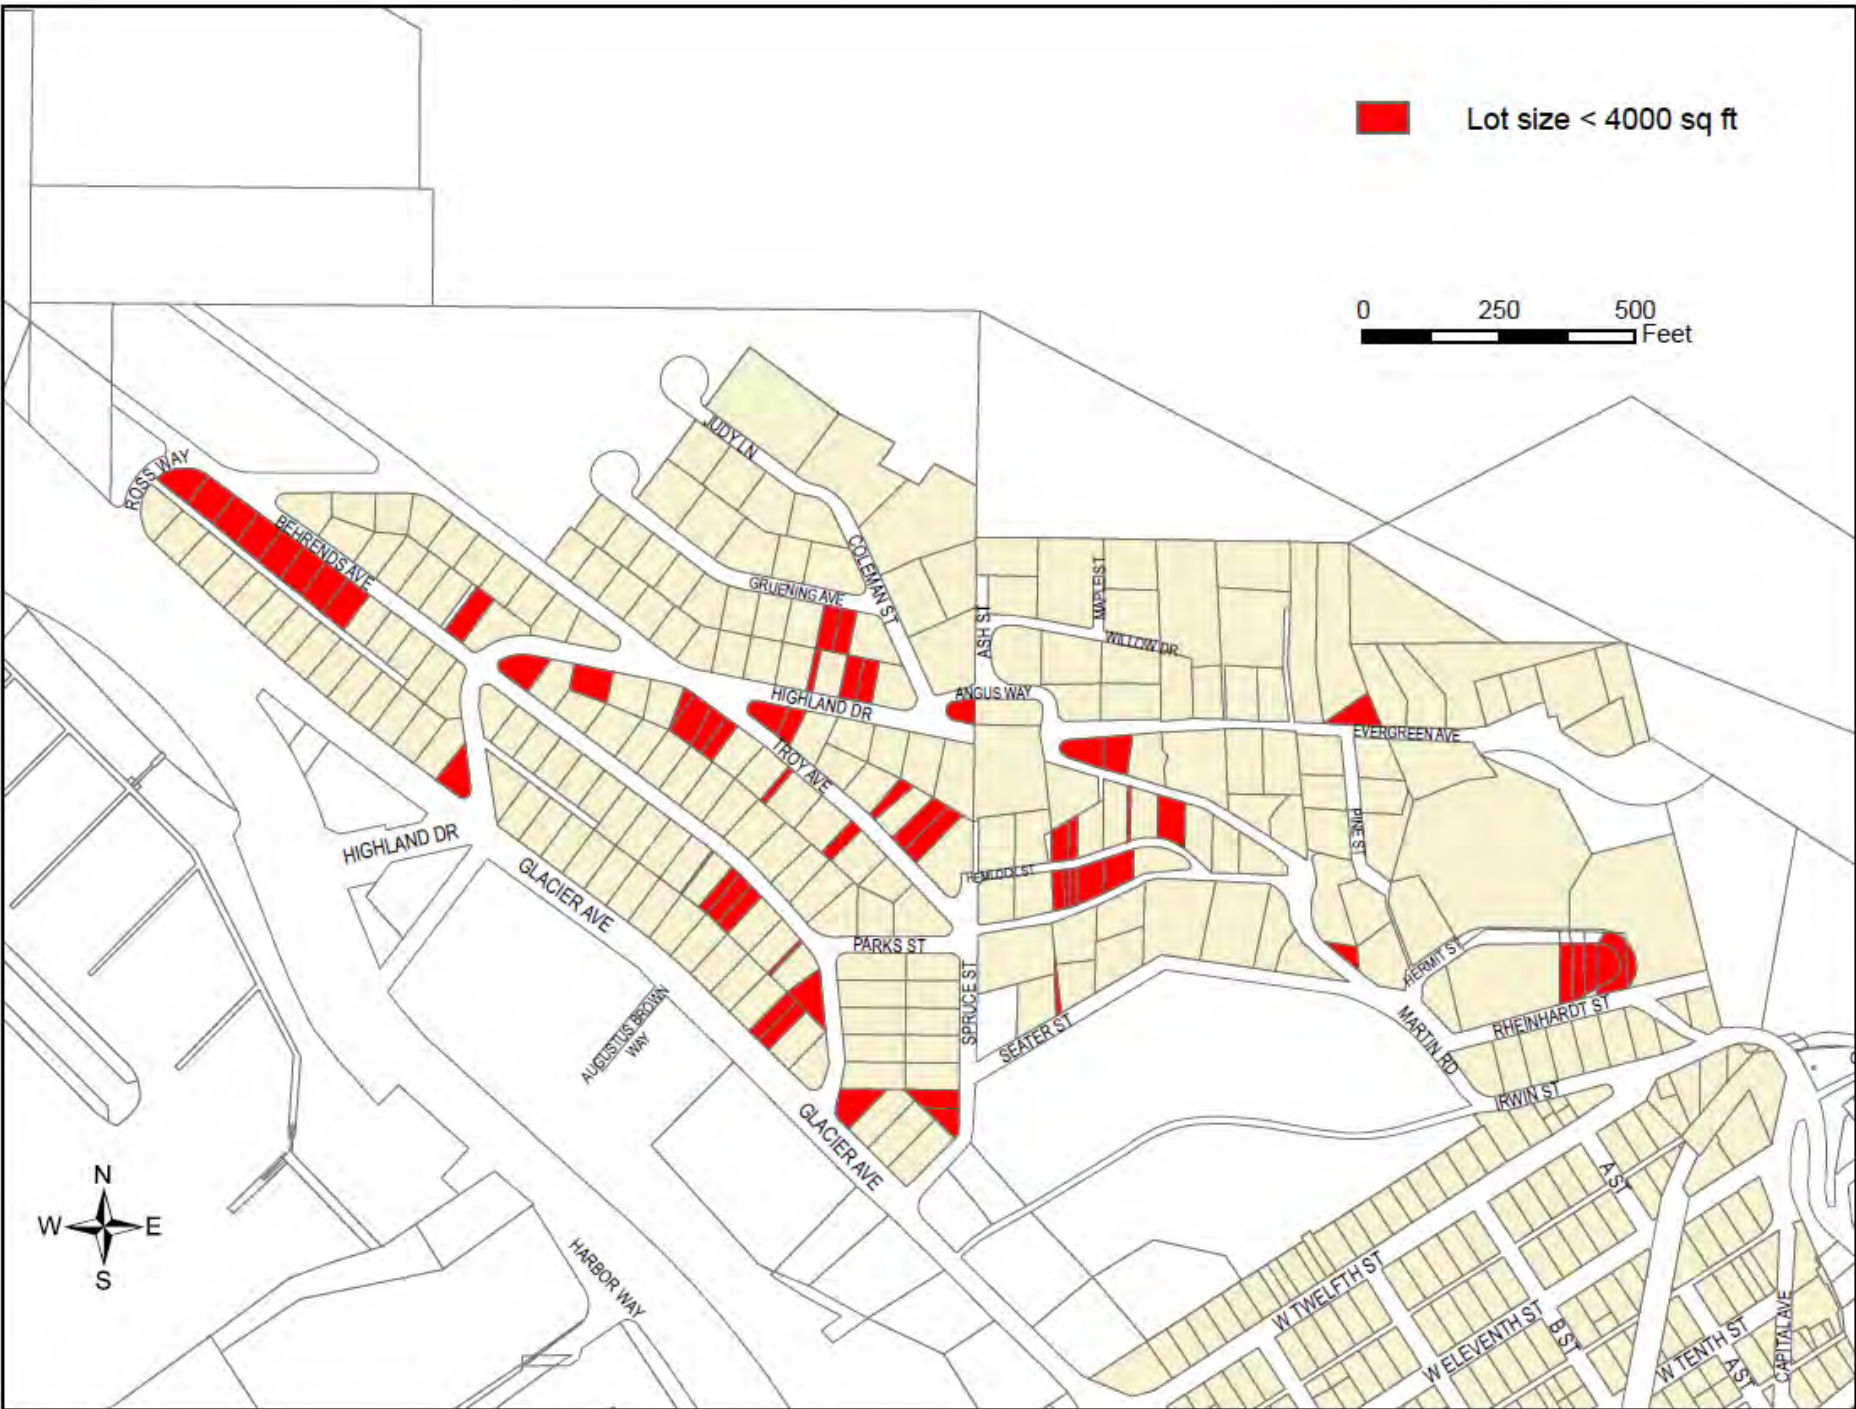 Lot size < 4000 sq ft
0 250 500
Feet
JUDY LN
ROSS WAY
BEHRENDS AVE
COLEMAN ST
GRUENING AVE
MAPLE ST
ASH ST
WILLOW DR
ANGUS WAY
HIGHLAND DR
EVERGREEN AVE
TROY AVE
PINE ST
HIGHLAND DR
HEMLOCK ST
GLACIER AVE
PARKS ST
HERMIT ST
SPRUCE ST
AUGUSTUS BROWN
WAY
SEATER ST
MARTIN RD
RHEINHARDT ST
IRWIN ST
GLACIER AVE
A ST
N
W E
S
HARBOR WAY
W TWELFTH ST
W ELEVENTH ST
B ST
W TENTH ST
A ST
CAPITAL AVE